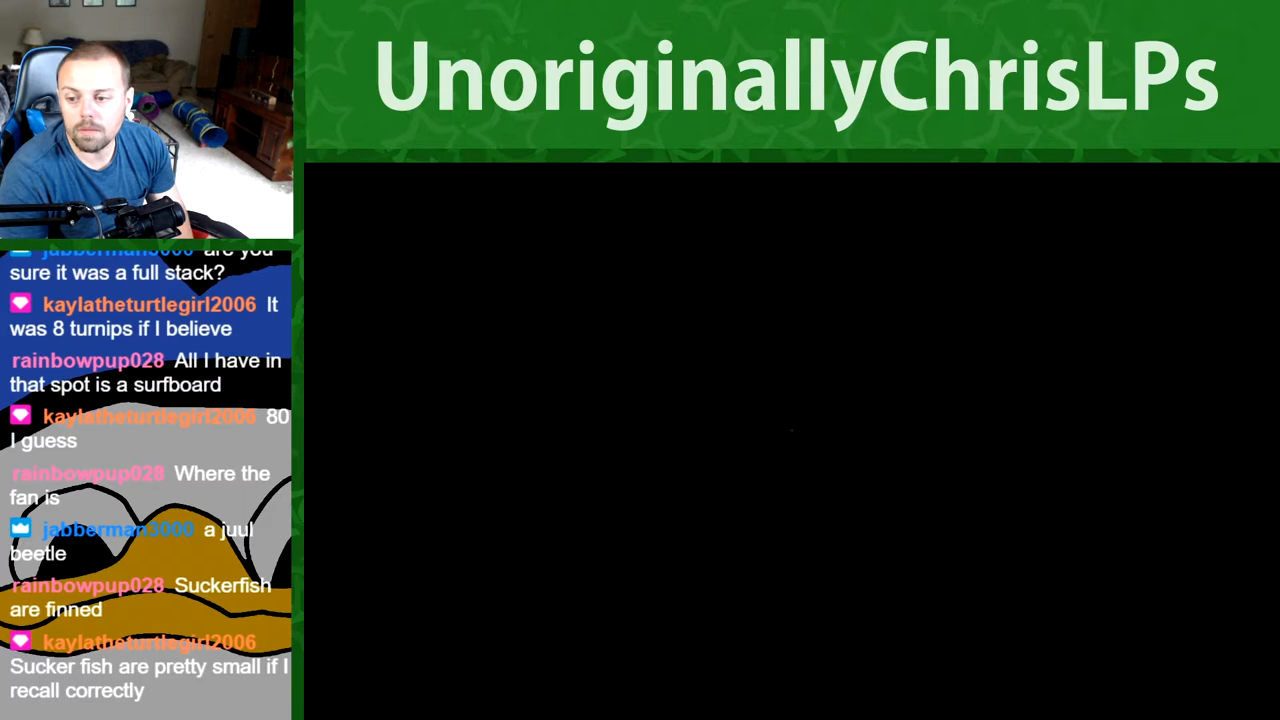 UnoriginallyChrisLPs
jabberman3000 are you
sure it was a full stack?
kaylatheturtlegirl2006 It
was 8 turnips if I believe
rainbowpup028 All I have in
that spot is a surfboard
kaylatheturtlegirl2006 80
I guess
rainbowpup028 Where the
fan is
jabberman3000 a juul
beetle
rainbowpup028 Suckerfish
are finned
kaylatheturtlegirl2006
Sucker fish are pretty small if I
recall correctly